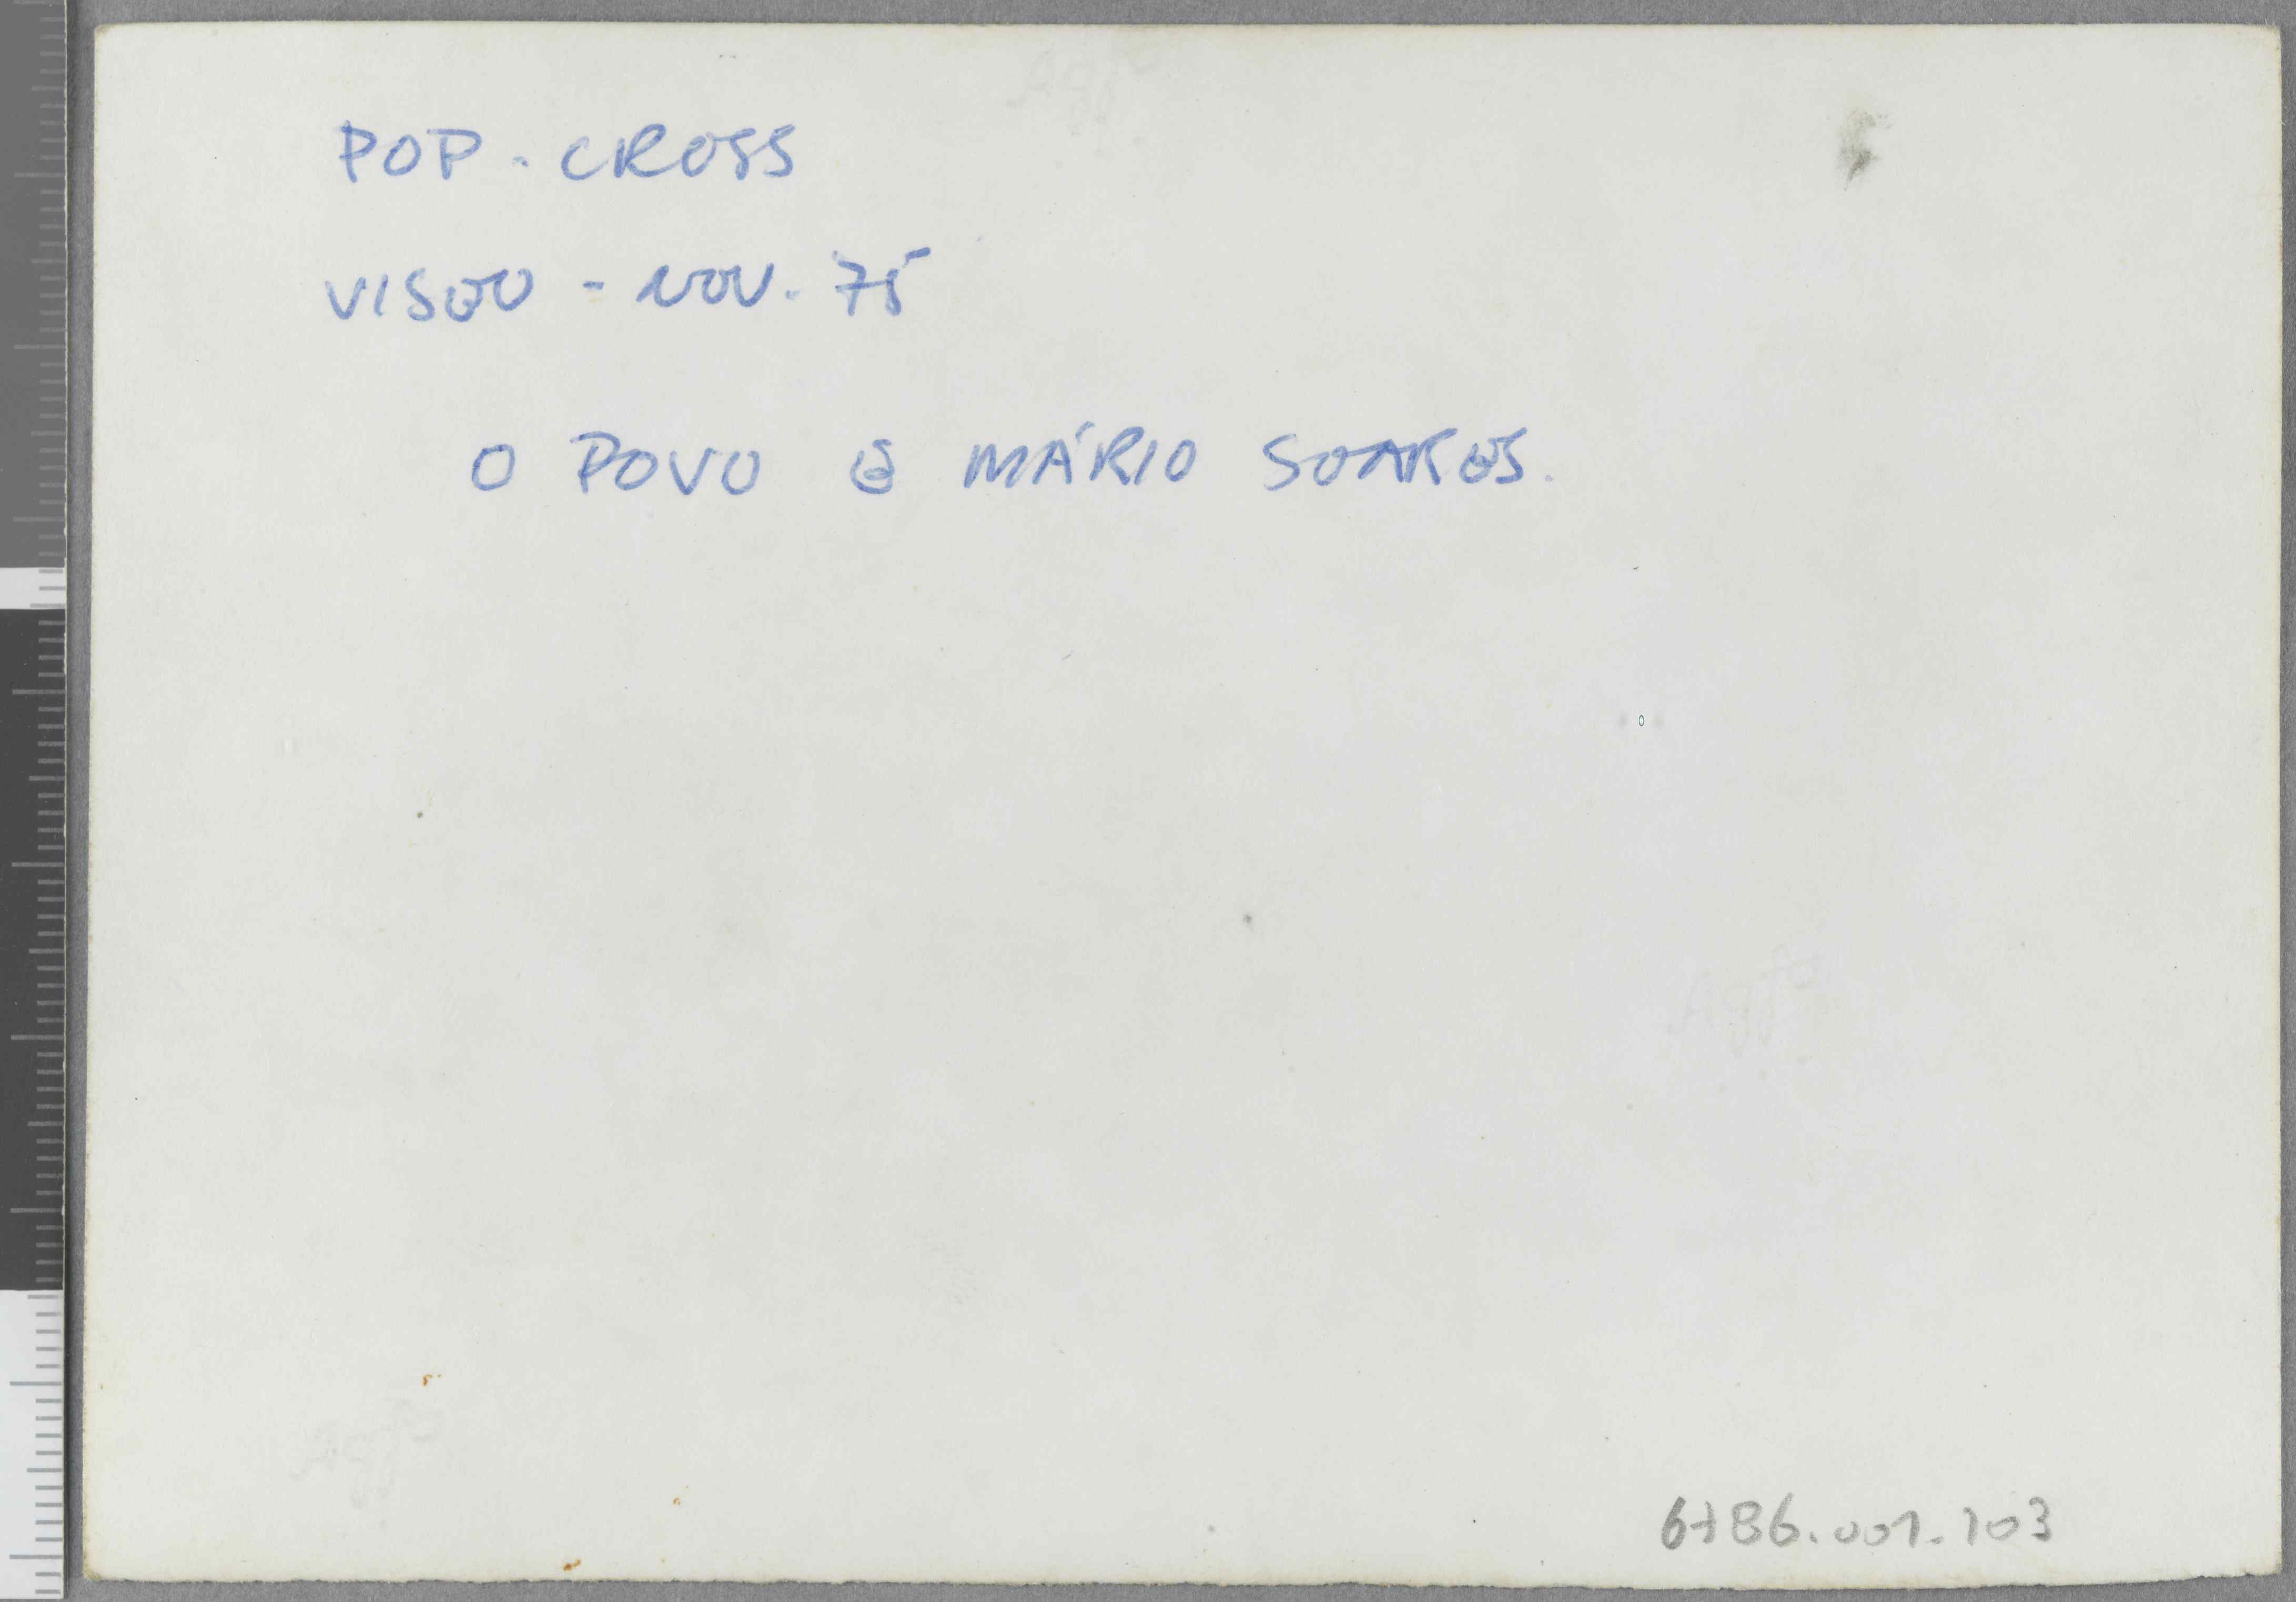 POP. CROSS
VISEU - NOV. 75
O POVO E MÁRIO SOARES.
6786.001.103